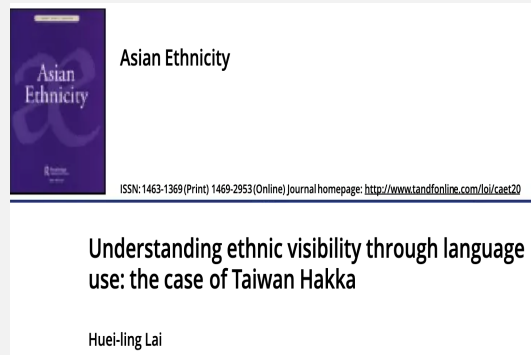 Asian
Ethnicity
Asian Ethnicity
ISSN: 1463-1369 (Print) 1469-2953 (Online) Journal homepage: http://www.tandfonline.com/loi/caet20
Understanding ethnic visibility through language
use: the case of Taiwan Hakka
Huei-ling Lai